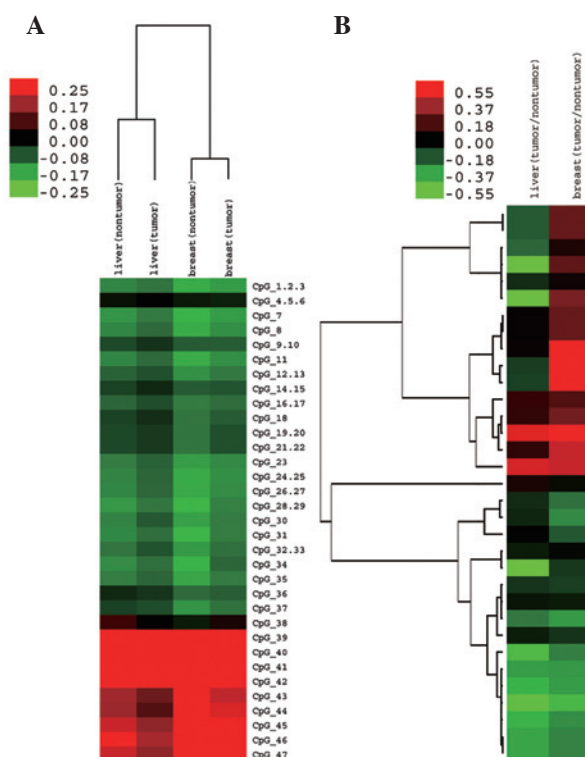 A
B
0.25
0.17
0.08
0.00
-0.08
-0.17
-0.25
liver(nontumor)
liver(tumor)
breast(nontumor)
breast(tumor)
CpG_1.2.3
CpG_4.5.6
CpG_7
CpG_8
CpG_9.10
CpG_11
CpG_12.13
CpG_14.15
CpG_16.17
CpG_18
CpG_19.20
CpG_21.22
CpG_23
CpG_24.25
CpG_26.27
CpG_28.29
CpG_30
CpG_31
CpG_32.33
CpG_34
CpG_35
CpG_36
CpG_37
CpG_38
CpG_39
CpG_40
CpG_41
CpG_42
CpG_43
CpG_44
CpG_45
CpG_46
CpG_47
0.55
0.37
0.18
0.00
-0.18
-0.37
-0.55
liver(tumor/nontumor)
breast(tumor/nontumor)